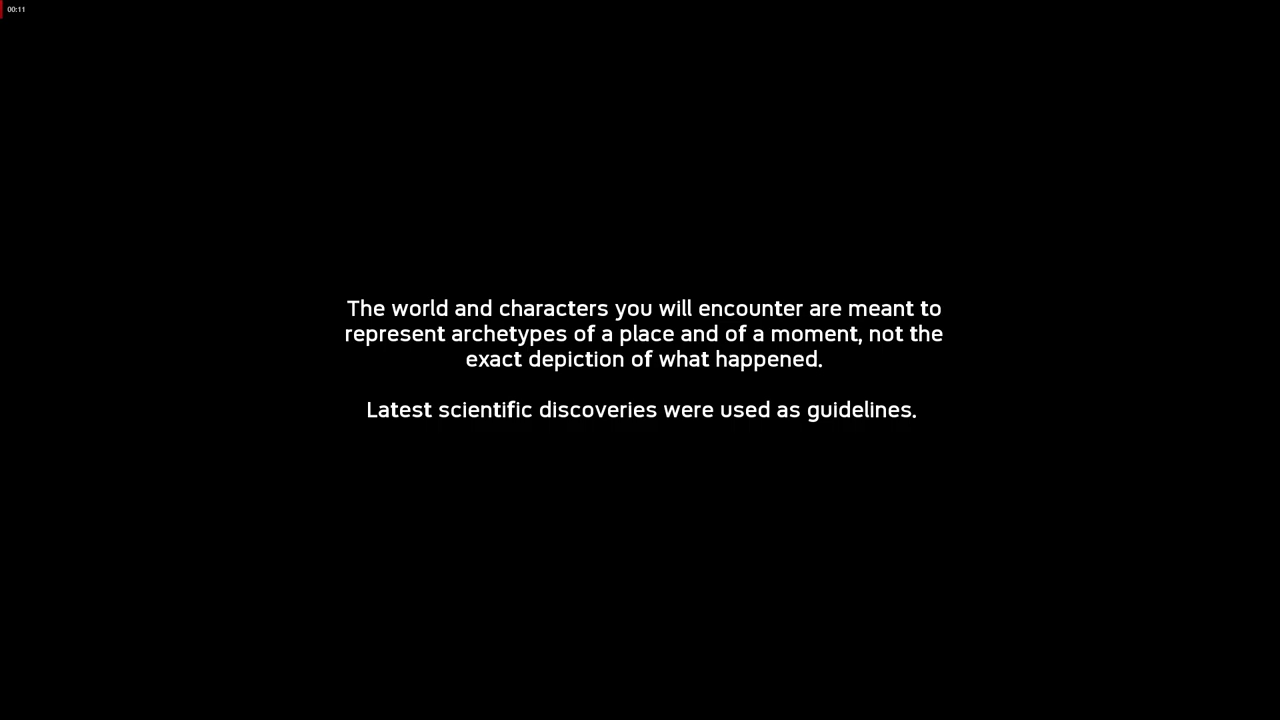 00:11
The world and characters you will encounter are meant to
represent archetypes of a place and of a moment, not the
exact depiction of what happened.
Latest scientific discoveries were used as guidelines.